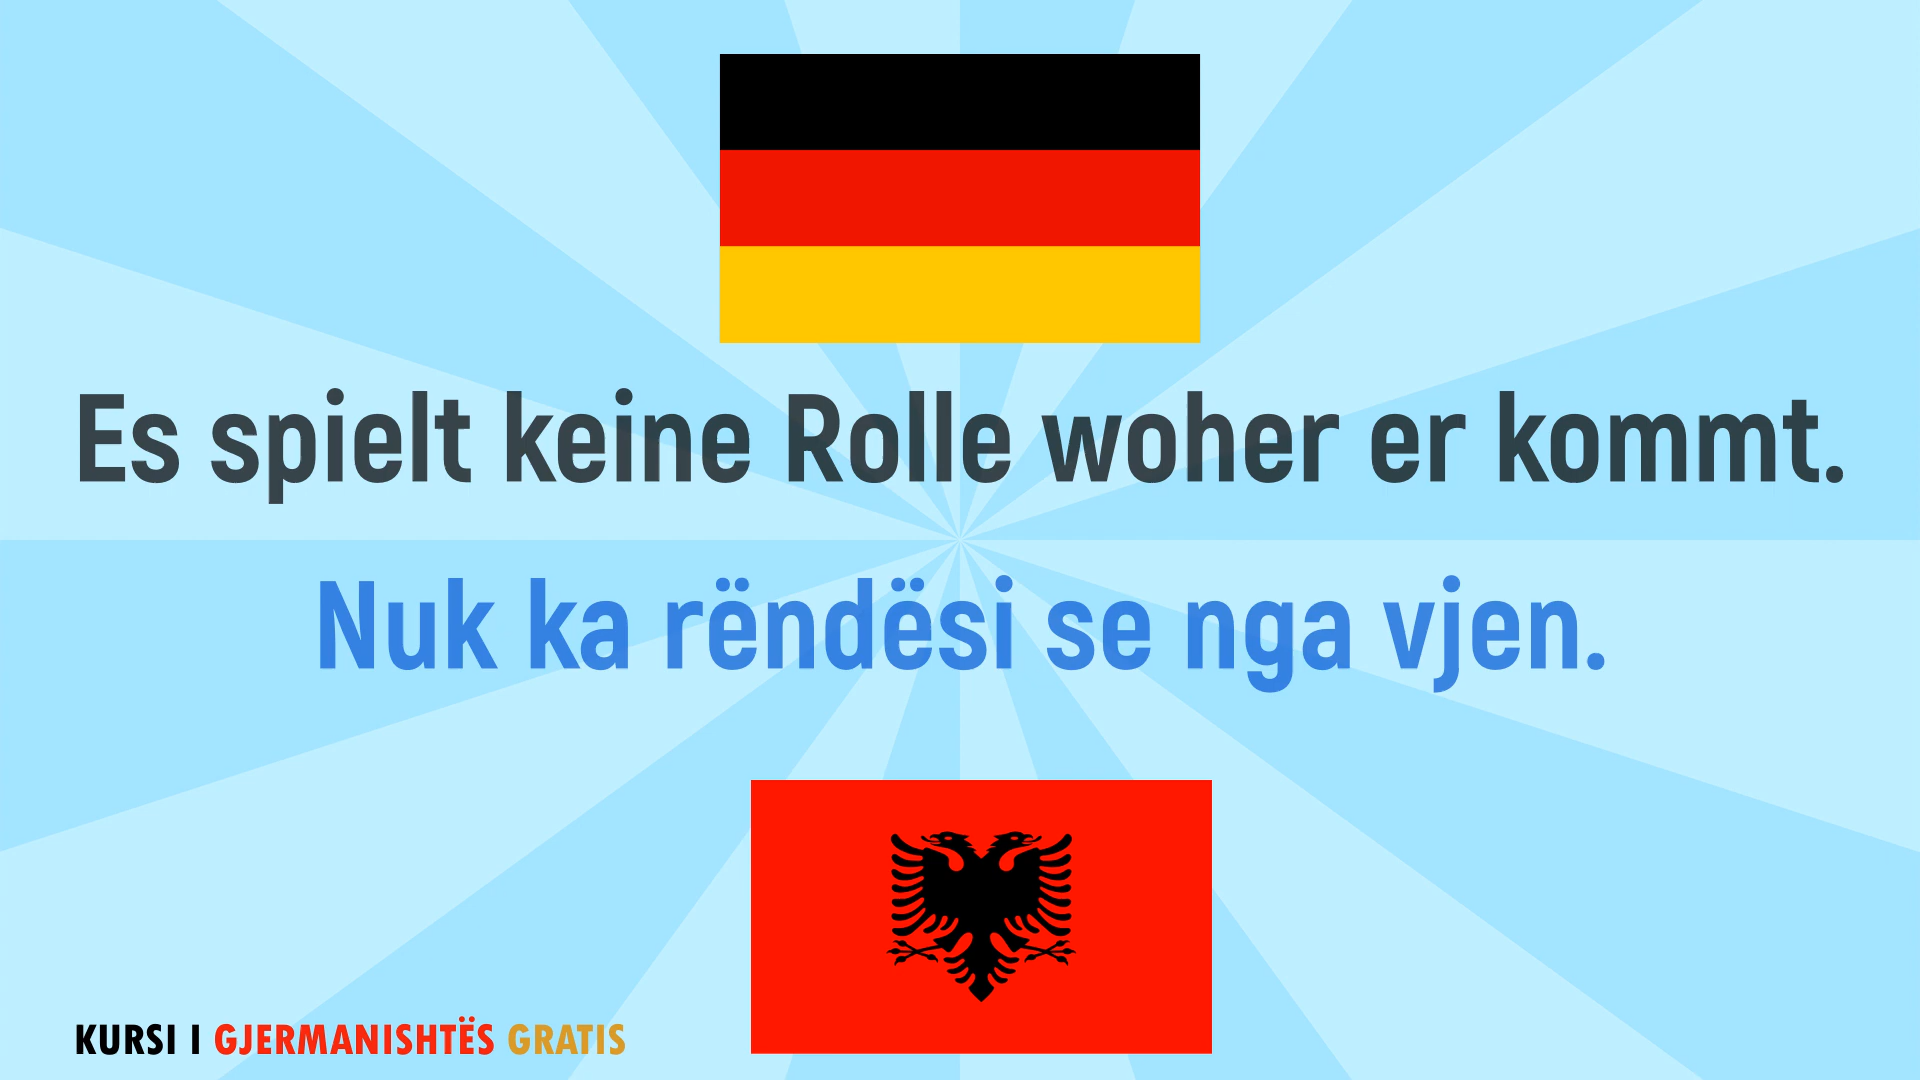 Es spielt keine Rolle woher er kommt.
Nuk ka rëndësi se nga vjen.
KURSI I GJERMANISHTËS GRATIS